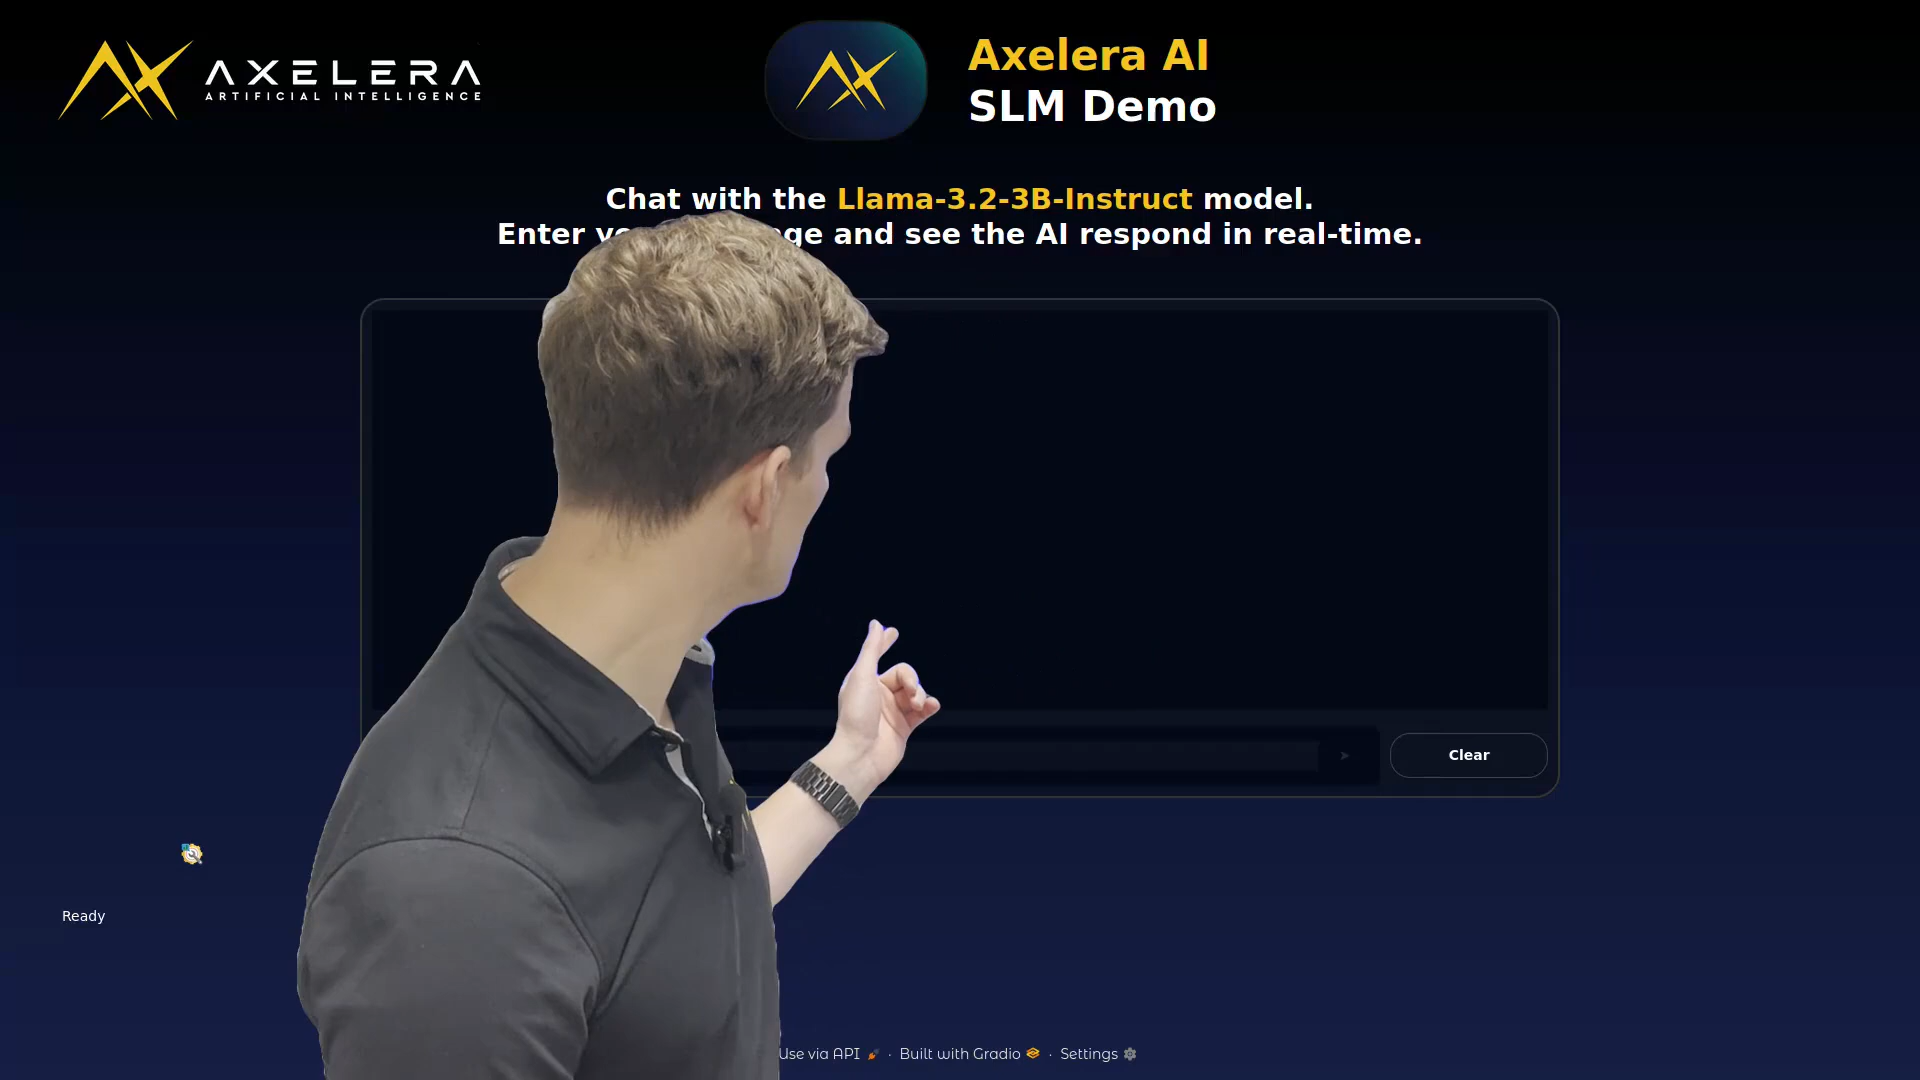 AXELERA
ARTIFICIAL INTELLIGENCE
Axelera AI
SLM Demo
Chat with the Llama-3.2-3B-Instruct model.
Enter and see the AI respond in real-time.
Clear
Ready
Use via API · Built with Gradio · Settings